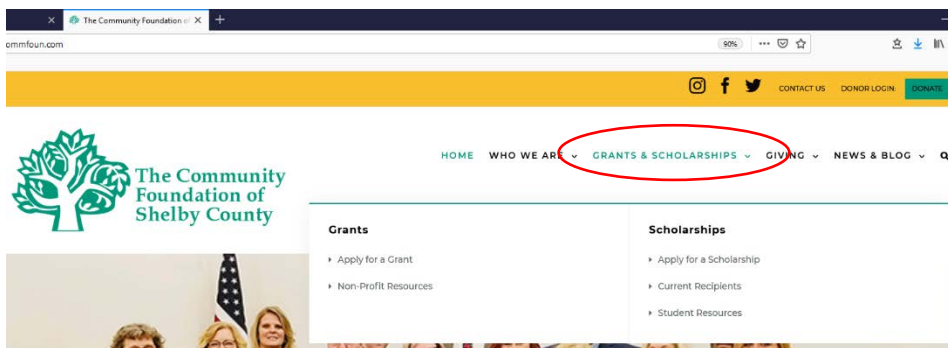 The Community Foundation of
ommfoun.com
90%
CONTACT US DONOR LOGIN DONATE
HOME WHO WE ARE GRANTS & SCHOLARSHIPS GIVING NEWS & BLOG
The Community
Foundation of
Shelby County
Grants
Scholarships
Apply for a Grant
Apply for a Scholarship
Non-Profit Resources
Current Recipients
Student Resources